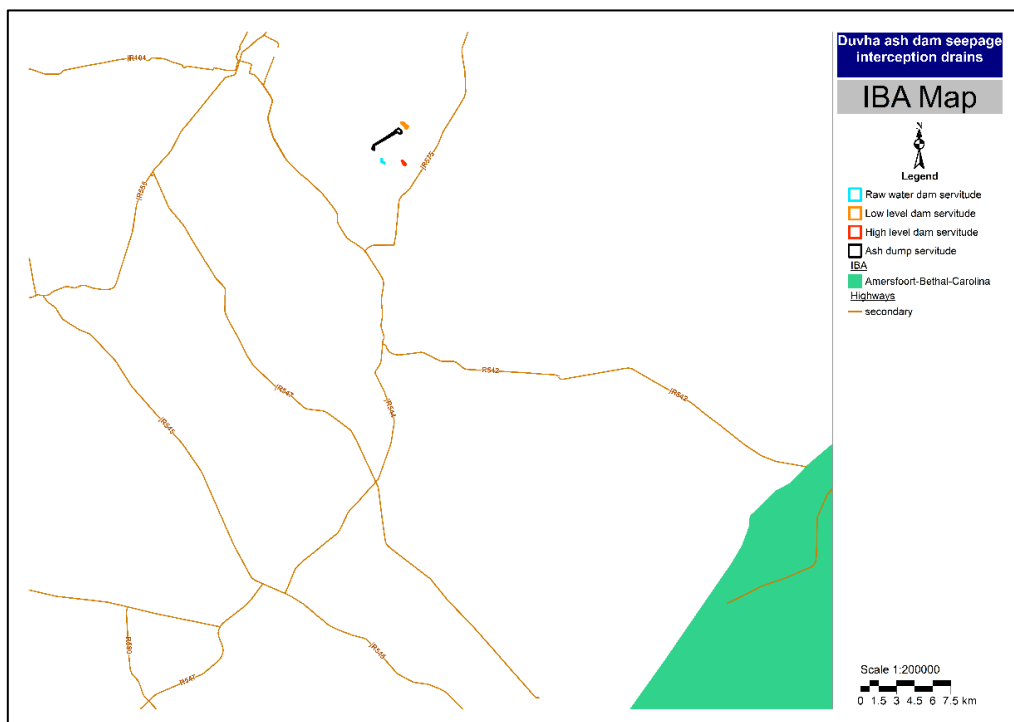 Duvha ash dam seepage
interception drains
IBA Map
N
Legend
Raw water dam servitude
Low level dam servitude
High level dam servitude
Ash dump servitude
IBA
Amersfoort-Bethal-Carolina
Highways
secondary
Scale 1:200000
0 1.5 3 4.5 6 7.5 km
R575
R547
R544
R542
R542
R545
R547